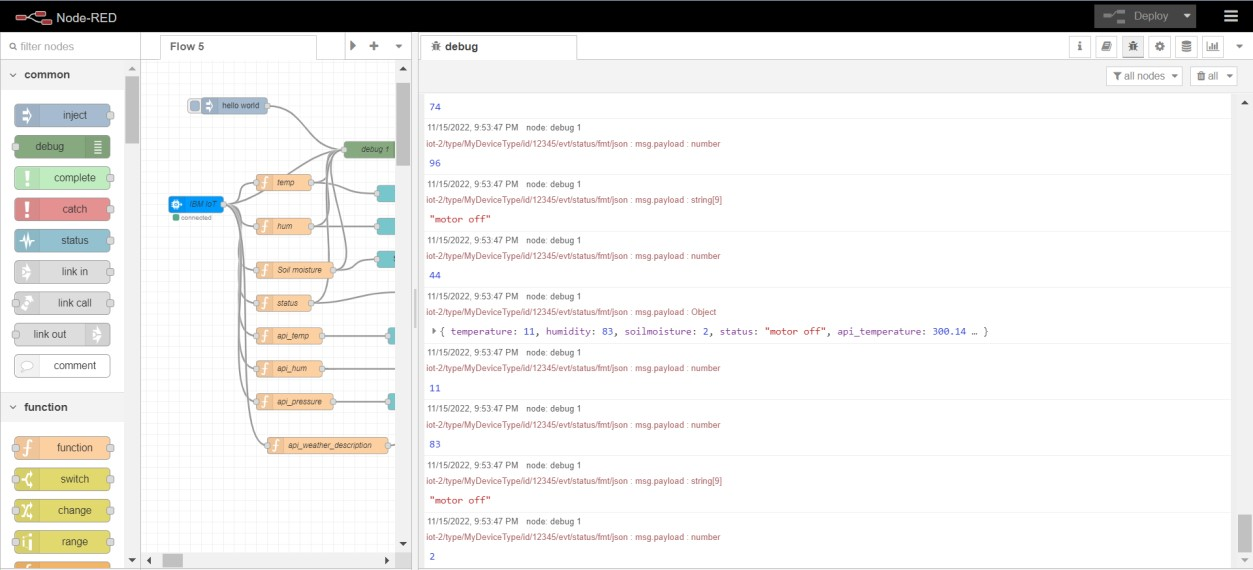 Node-RED
Deploy
filter nodes
Flow 5
debug
i
all nodes
all
common
inject
debug
complete
catch
status
link in
link call
link out
comment
function
function
switch
change
range
hello world
debug 1
IBM IoT
connected
temp
hum
Soil moisture
status
api_temp
api_hum
api_pressure
api_weather_description
74
11/15/2022, 9:53:47 PM node: debug 1
iot-2/type/MyDeviceType/id/12345/evt/status/fmt/json : msg.payload : number
96
11/15/2022, 9:53:47 PM node: debug 1
iot-2/type/MyDeviceType/id/12345/evt/status/fmt/json : msg.payload : string[9]
"motor off"
11/15/2022, 9:53:47 PM node: debug 1
iot-2/type/MyDeviceType/id/12345/evt/status/fmt/json : msg.payload : number
44
11/15/2022, 9:53:47 PM node: debug 1
iot-2/type/MyDeviceType/id/12345/evt/status/fmt/json : msg.payload : Object
{ temperature: 11, humidity: 83, soilmoisture: 2, status: "motor off", api_temperature: 300.14 … }
11/15/2022, 9:53:47 PM node: debug 1
iot-2/type/MyDeviceType/id/12345/evt/status/fmt/json : msg.payload : number
11
11/15/2022, 9:53:47 PM node: debug 1
iot-2/type/MyDeviceType/id/12345/evt/status/fmt/json : msg.payload : number
83
11/15/2022, 9:53:47 PM node: debug 1
iot-2/type/MyDeviceType/id/12345/evt/status/fmt/json : msg.payload : string[9]
"motor off"
11/15/2022, 9:53:47 PM node: debug 1
iot-2/type/MyDeviceType/id/12345/evt/status/fmt/json : msg.payload : number
2